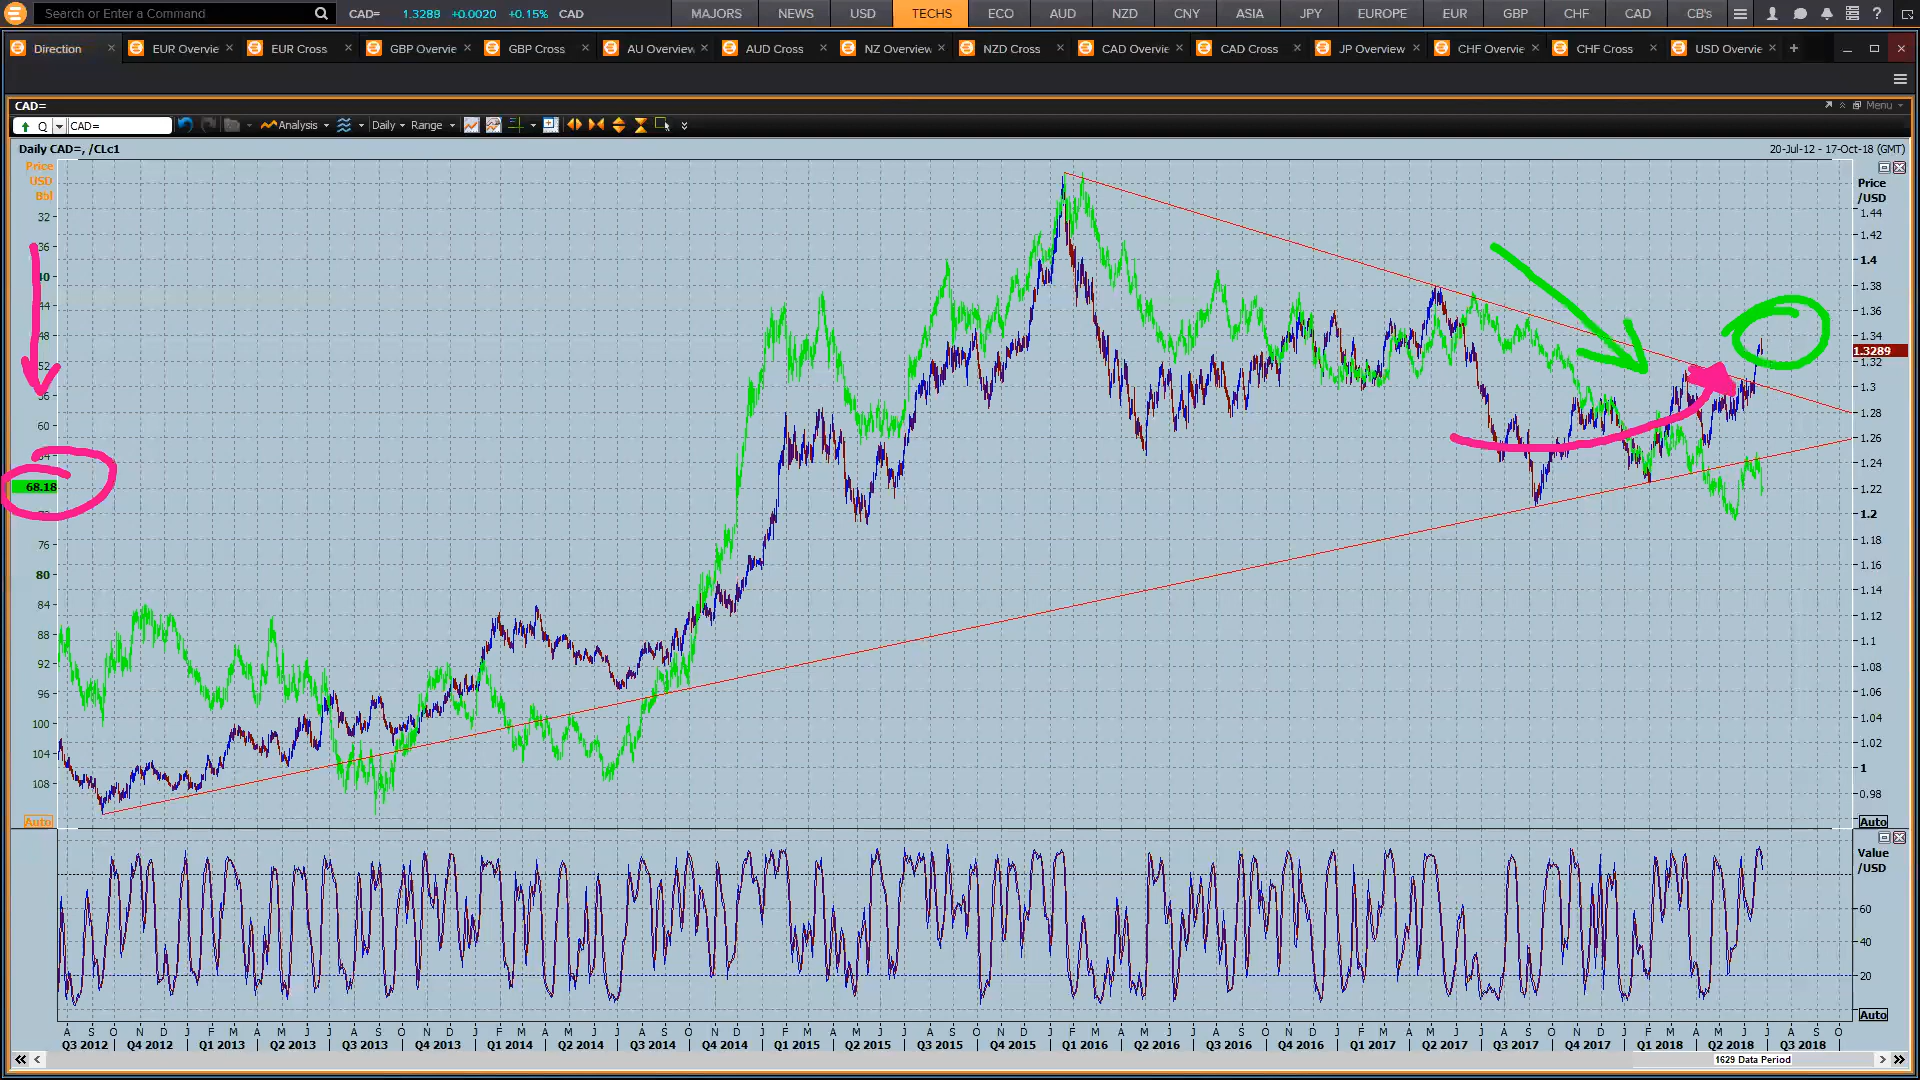 Search or Enter a Command
CAD= 1.3289 +0.0020 +0.15% CAD
MAJORS NEWS USD TECHS ECO AUD NZD CNY ASIA JPY EUROPE EUR GBP CHF CAD CB's
Direction EUR Overvie EUR Cross GBP Overvie GBP Cross AU Overview AUD Cross NZ Overview NZD Cross CAD Overvie CAD Cross JP Overview CHF Overvie CHF Cross USD Overvie
CAD=
Menu
Q CAD= Analysis Daily Range
Daily CAD=, /CLc1
20-Jul-12 - 17-Oct-18 (GMT)
Price
USD
Bbl
32
36
40
44
48
52
56
60
64
68.18
72
76
80
84
88
92
96
100
104
108
Auto
Price
/USD
1.44
1.42
1.4
1.38
1.36
1.34
1.3289
1.32
1.3
1.28
1.26
1.24
1.22
1.2
1.18
1.16
1.14
1.12
1.1
1.08
1.06
1.04
1.02
1
0.98
Auto
Value
/USD
60
40
20
Auto
A S O N D J F M A M J J A S O N D J F M A M J J A S O N D J F M A M J J A S O N D J F M A M J J A S O N D J F M A M J J A S O N D J F M A M J J A S O
Q3 2012 Q4 2012 Q1 2013 Q2 2013 Q3 2013 Q4 2013 Q1 2014 Q2 2014 Q3 2014 Q4 2014 Q1 2015 Q2 2015 Q3 2015 Q4 2015 Q1 2016 Q2 2016 Q3 2016 Q4 2016 Q1 2017 Q2 2017 Q3 2017 Q4 2017 Q1 2018 Q2 2018 Q3 2018
1629 Data Period